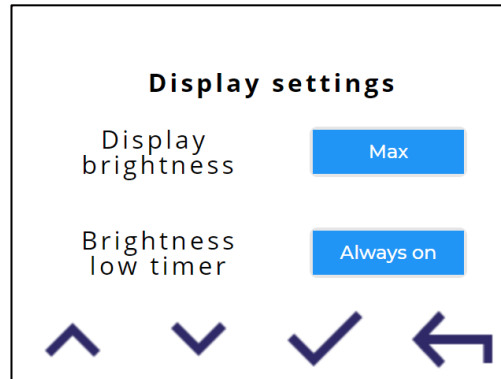 Display settings
Display
brightness
Max
Brightness
low timer
Always on